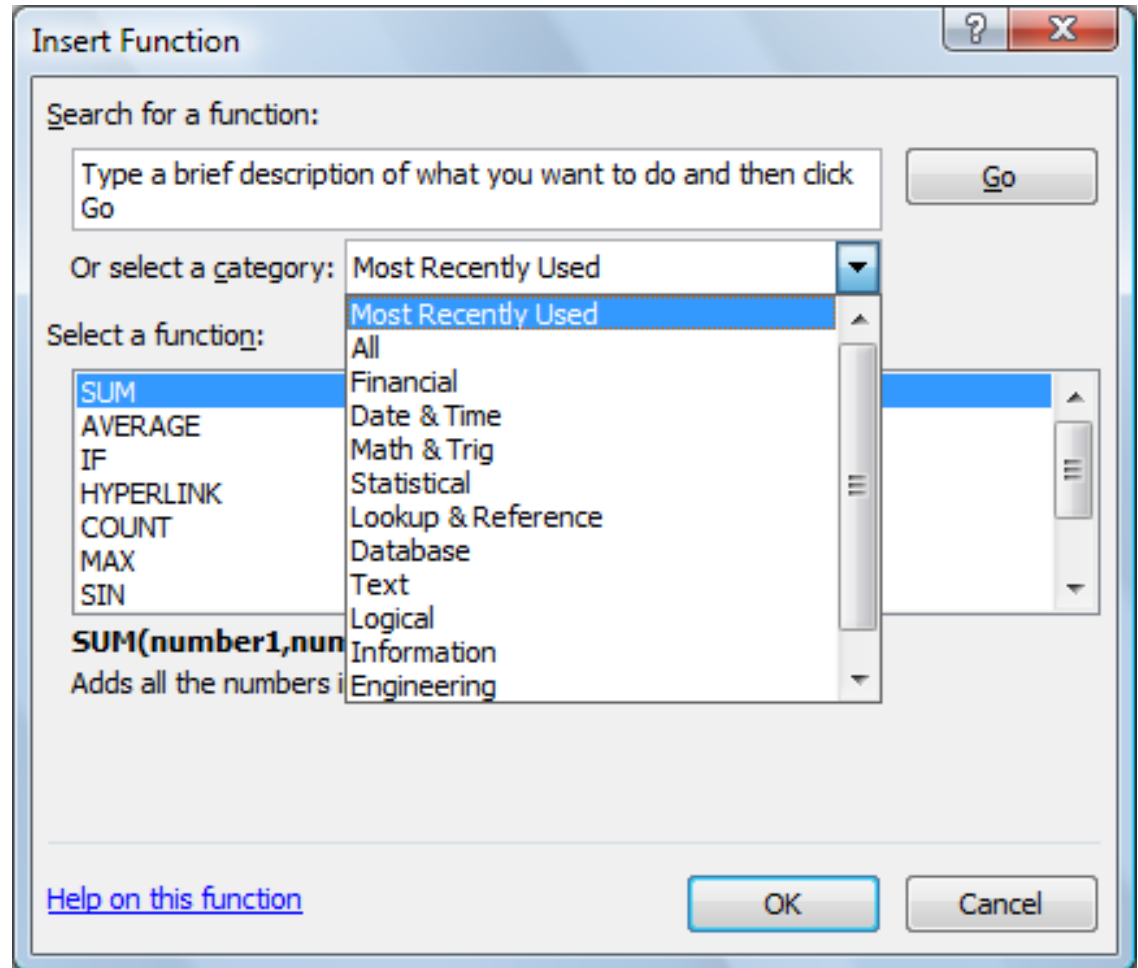 Insert Function
Search for a function:
Type a brief description of what you want to do and then click
Go
Go
Or select a category: Most Recently Used
Most Recently Used
All
Financial
Date & Time
Math & Trig
Statistical
Lookup & Reference
Database
Text
Logical
Information
Engineering
Select a function:
SUM
AVERAGE
IF
HYPERLINK
COUNT
MAX
SIN
SUM(number1,num
Adds all the numbers i
Help on this function
OK
Cancel